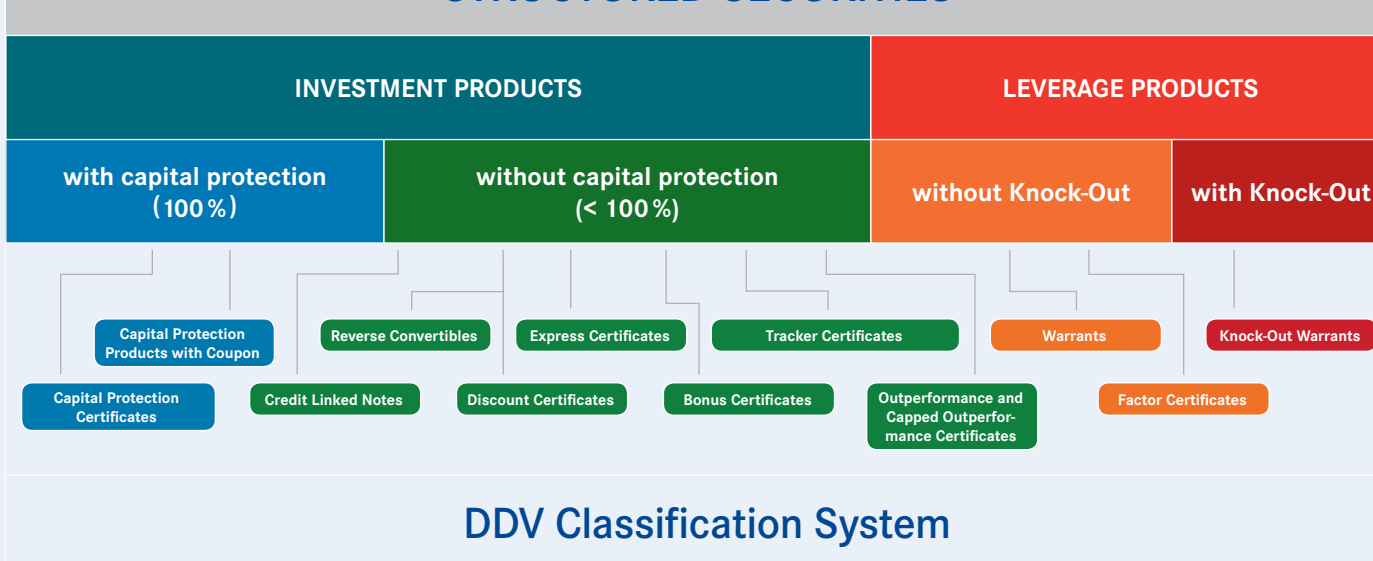 STRUCTURED SECURITIES
INVESTMENT PRODUCTS
LEVERAGE PRODUCTS
with capital protection
(100 %)
without capital protection
(< 100 %)
without Knock-Out
with Knock-Out
Capital Protection
Products with Coupon
Reverse Convertibles
Express Certificates
Tracker Certificates
Warrants
Knock-Out Warrants
Capital Protection
Certificates
Credit Linked Notes
Discount Certificates
Bonus Certificates
Outperformance and
Capped Outperfor-
mance Certificates
Factor Certificates
DDV Classification System